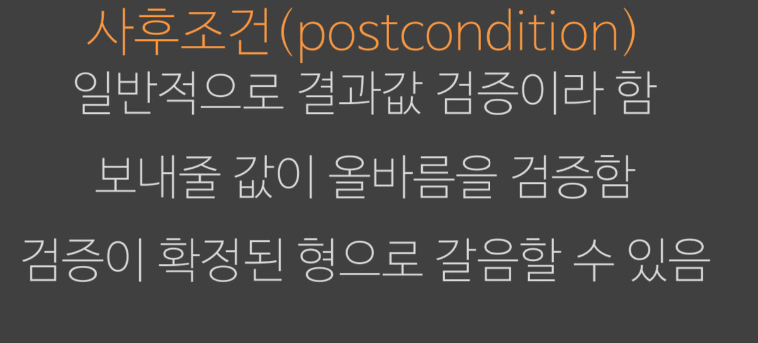 사후조건(postcondition)
일반적으로 결과값 검증이라 함
보내줄 값이 올바름을 검증함
검증이 확정된 형으로 갈음할 수 있음